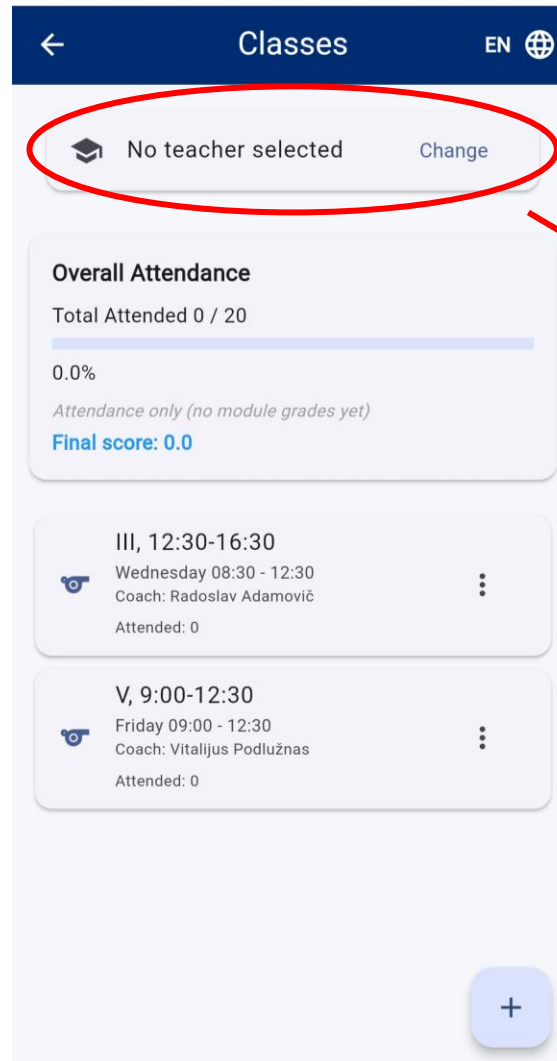 Classes EN
No teacher selected Change
Overall Attendance
Total Attended 0 / 20
0.0%
Attendance only (no module grades yet)
Final score: 0.0
III, 12:30-16:30
Wednesday 08:30 - 12:30
Coach: Radoslav Adamovič
Attended: 0
V, 9:00-12:30
Friday 09:00 - 12:30
Coach: Vitalijus Podlužnas
Attended: 0
+